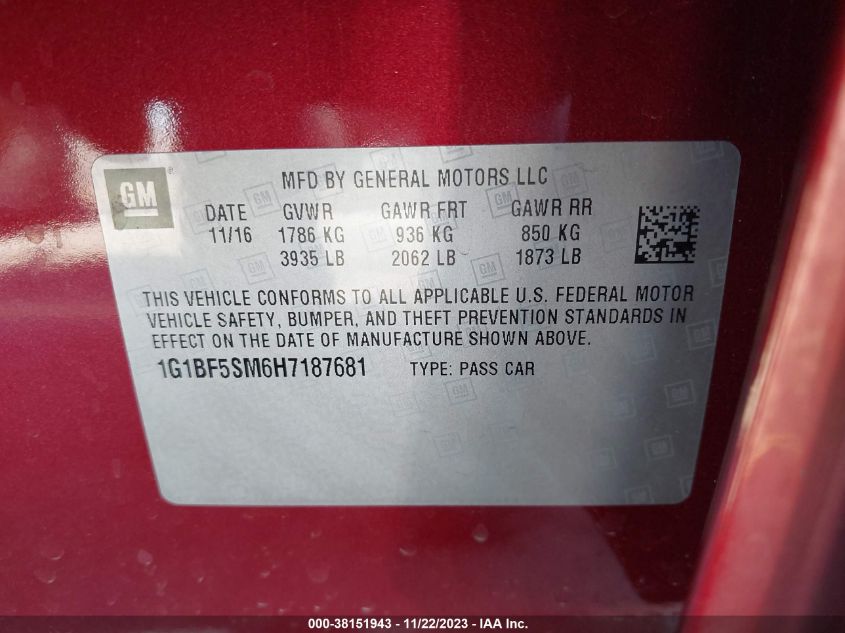 GM
MFD BY GENERAL MOTORS LLC
DATE GVWR GAWR FRT GAWR RR
11/16 1786 KG 936 KG 850 KG
3935 LB 2062 LB 1873 LB
THIS VEHICLE CONFORMS TO ALL APPLICABLE U.S. FEDERAL MOTOR
VEHICLE SAFETY, BUMPER, AND THEFT PREVENTION STANDARDS IN
EFFECT ON THE DATE OF MANUFACTURE SHOWN ABOVE.
1G1BF5SM6H7187681 TYPE: PASS CAR
000-38151943 - 11/22/2023 - IAA Inc.